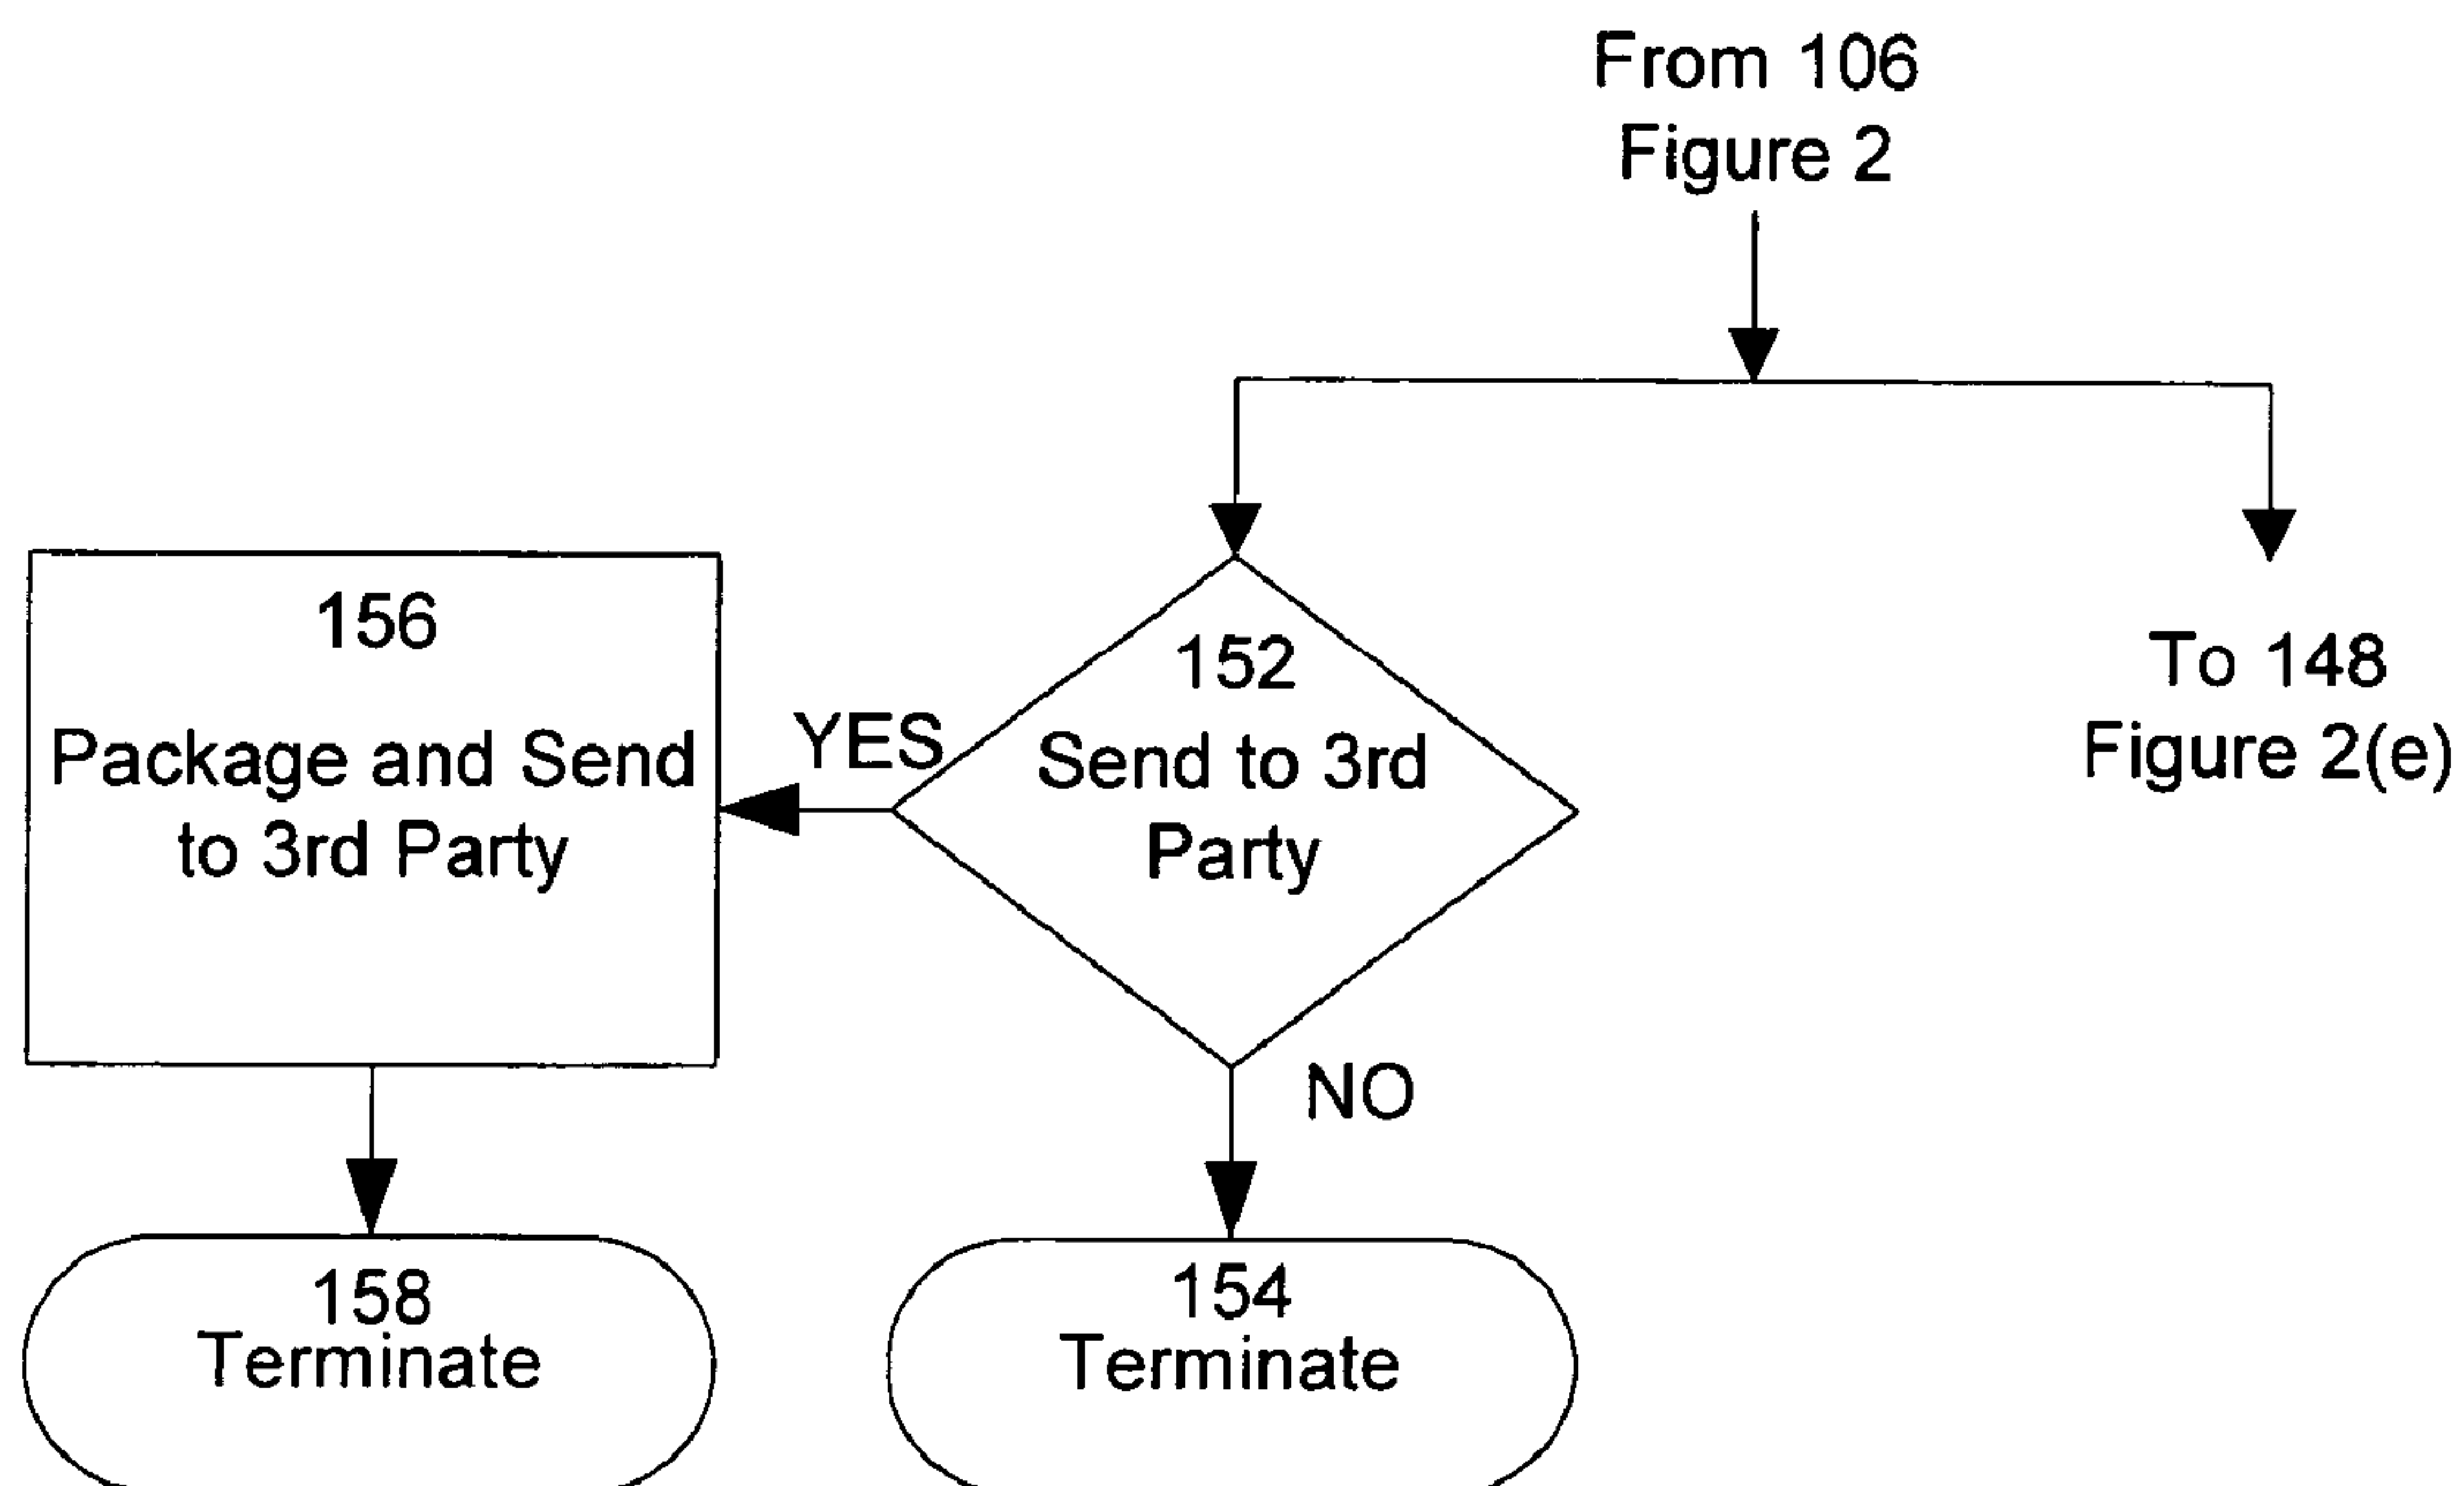 From 106
Figure 2
156
Package and Send
to 3rd Party
YES
152
Send to 3rd
Party
To 148
Figure 2(e)
NO
158
Terminate
154
Terminate